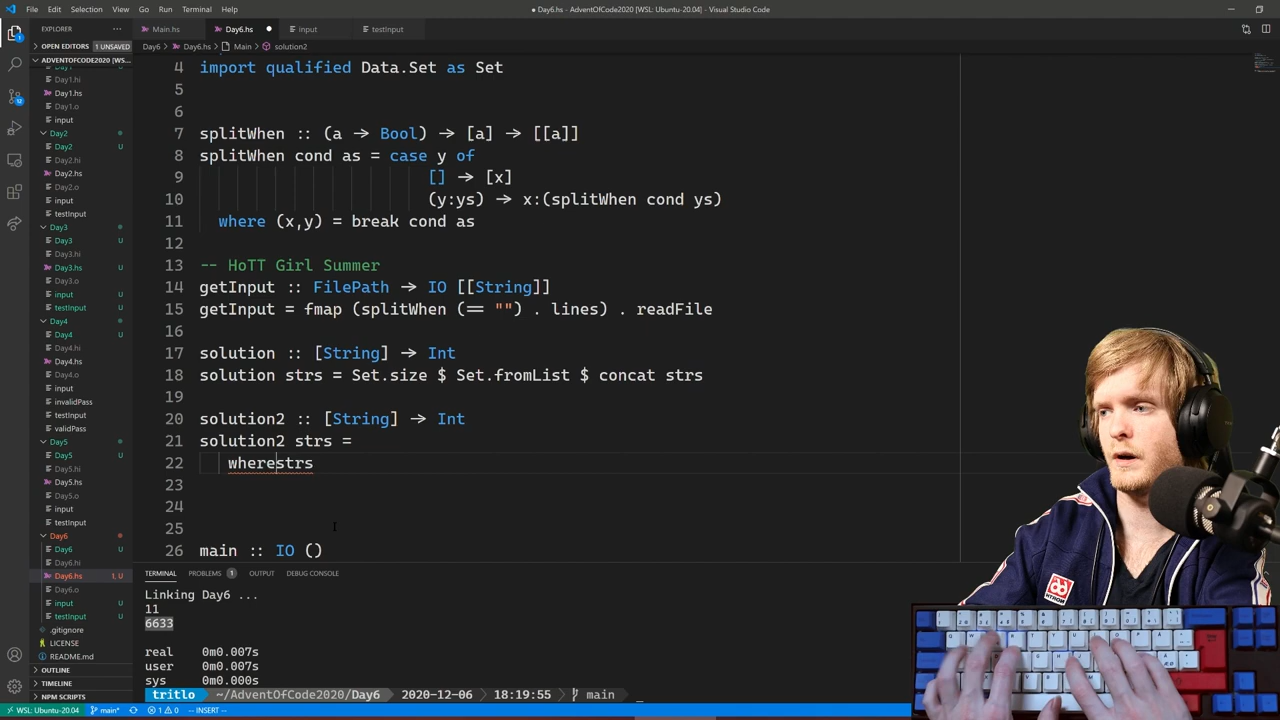 File Edit Selection View Go Run Terminal Help
● Day6.hs - AdventOfCode2020 [WSL: Ubuntu-20.04] - Visual Studio Code
EXPLORER
Main.hs Day6.hs input testInput
OPEN EDITORS 1 UNSAVED
Day6 > Day6.hs > Main > solution2
ADVENTOFCODE2020 [WS...
Day1.hi
Day1.hs
Day1.o
input
Day2
Day2 U
Day2.hi
Day2.hs
Day2.o
input
testInput
Day3
Day3 U
Day3.hi
Day3.hs U
Day3.o
input U
testInput U
Day4
Day4 U
Day4.hi
Day4.hs
Day4.o
input
invalidPass
testInput
validPass
Day5
Day5 U
Day5.hi
Day5.hs
Day5.o
input
testInput
Day6
Day6 U
Day6.hi
Day6.hs 1, U
Day6.o
input U
testInput U
.gitignore
LICENSE
README.md
OUTLINE
TIMELINE
NPM SCRIPTS
4 import qualified Data.Set as Set
5
6
7 splitWhen :: (a → Bool) → [a] → [[a]]
8 splitWhen cond as = case y of
9 [] → [x]
10 (y:ys) → x:(splitWhen cond ys)
11 where (x,y) = break cond as
12
13 -- HoTT Girl Summer
14 getInput :: FilePath → IO [[String]]
15 getInput = fmap (splitWhen (== "") . lines) . readFile
16
17 solution :: [String] → Int
18 solution strs = Set.size $ Set.fromList $ concat strs
19
20 solution2 :: [String] → Int
21 solution2 strs =
22 wherestrs
23
24
25
26 main :: IO ()
TERMINAL PROBLEMS 1 OUTPUT DEBUG CONSOLE
Linking Day6 ...
11
6633
real 0m0.007s
user 0m0.007s
sys 0m0.000s
tritlo ~/AdventOfCode2020/Day6 2020-12-06 18:19:55 main
WSL: Ubuntu-20.04 main* 1 0 -- INSERT --